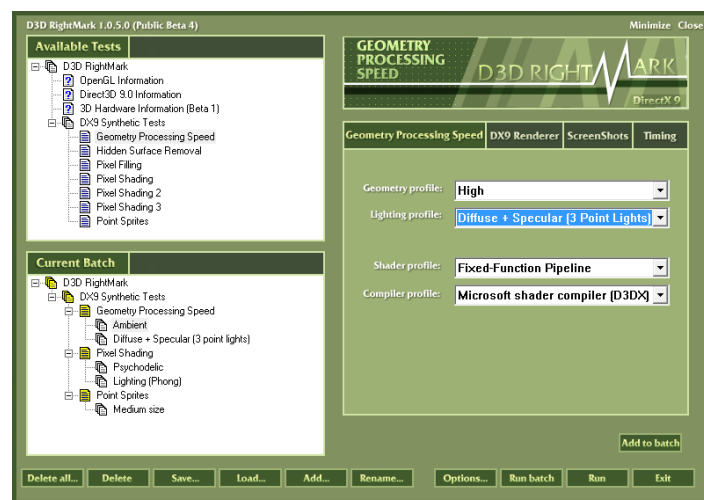 D3D RightMark 1.0.5.0 (Public Beta 4)
Minimize Close
Available Tests
D3D RightMark
OpenGL Information
Direct3D 9.0 Information
3D Hardware Information (Beta 1)
DX9 Synthetic Tests
Geometry Processing Speed
Hidden Surface Removal
Pixel Filling
Pixel Shading
Pixel Shading 2
Pixel Shading 3
Point Sprites
Current Batch
D3D RightMark
DX9 Synthetic Tests
Geometry Processing Speed
Ambient
Diffuse + Specular (3 point lights)
Pixel Shading
Psychodelic
Lighting (Phong)
Point Sprites
Medium size
GEOMETRY
PROCESSING
SPEED
D3D RIGHTMARK
DirectX 9
Geometry Processing Speed DX9 Renderer ScreenShots Timing
Geometry profile: High
Lighting profile: Diffuse + Specular (3 Point Lights)
Shader profile: Fixed-Function Pipeline
Compiler profile: Microsoft shader compiler (D3DX)
Add to batch
Delete all... Delete Save... Load... Add... Rename... Options... Run batch Run Exit